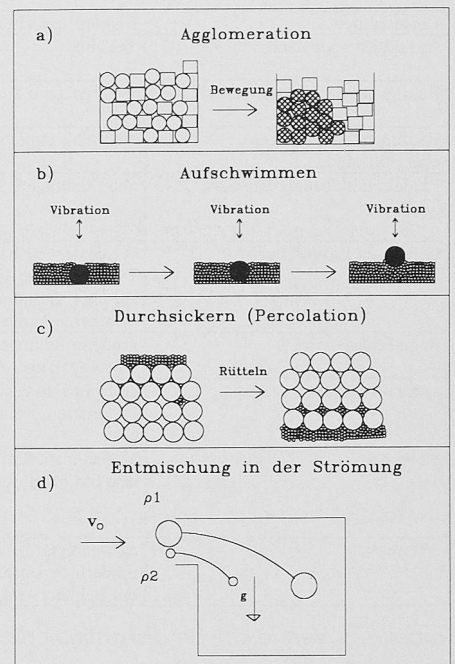 a)
Agglomeration
Bewegung
b)
Aufschwimmen
Vibration
Vibration
Vibration
c)
Durchsickern (Percolation)
Rütteln
Entmischung in der Strömung
d)
ρ1
v₀
ρ2
g